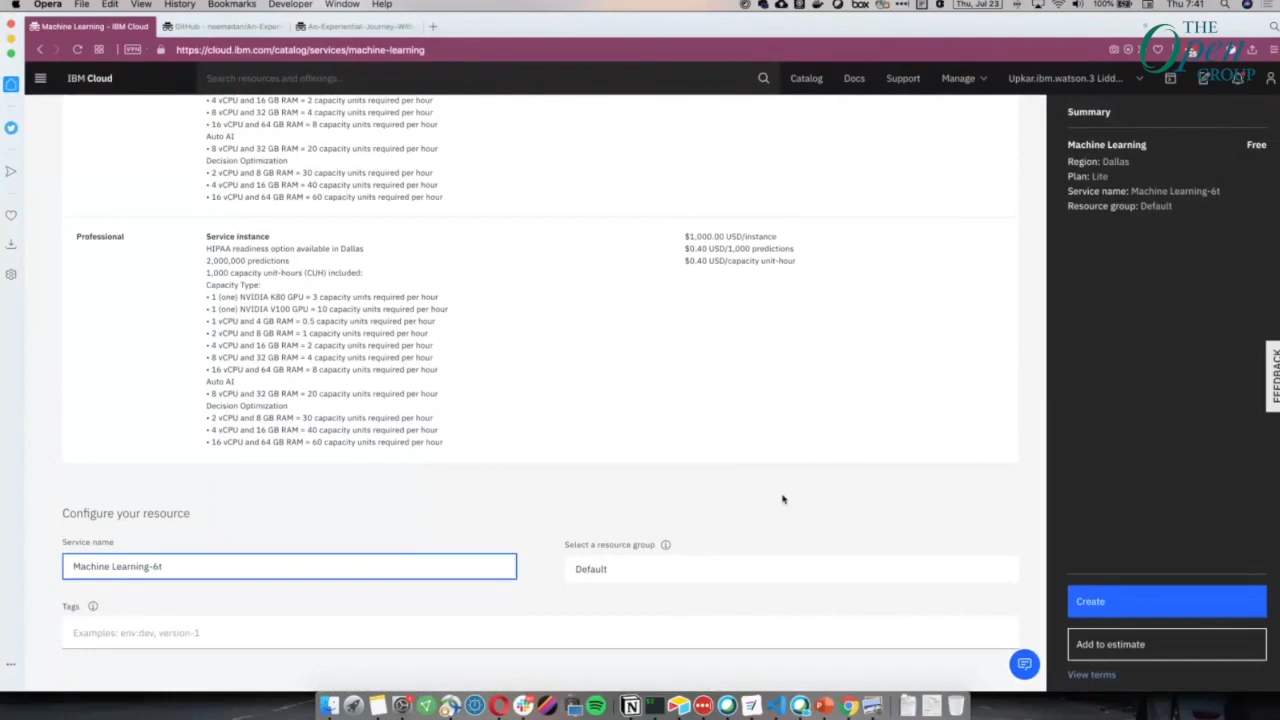 Opera File Edit View History Bookmarks Developer Window Help
box
Thu, Jul 23
100%
Thu 7:41
Machine Learning - IBM Cloud
GitHub - nsemadan/An-Exper
An-Experiential-Journey-With
THE
Open
GROUP
VPN
https://cloud.ibm.com/catalog/services/machine-learning
IBM Cloud
Search resources and offerings...
Catalog
Docs
Support
Manage
Upkar.ibm.watson.3 Lidd...
• 4 vCPU and 16 GB RAM = 2 capacity units required per hour
• 8 vCPU and 32 GB RAM = 4 capacity units required per hour
• 16 vCPU and 64 GB RAM = 8 capacity units required per hour
Auto AI
• 8 vCPU and 32 GB RAM = 20 capacity units required per hour
Decision Optimization
• 2 vCPU and 8 GB RAM = 30 capacity units required per hour
• 4 vCPU and 16 GB RAM = 40 capacity units required per hour
• 16 vCPU and 64 GB RAM = 60 capacity units required per hour
Professional
Service instance
HIPAA readiness option available in Dallas
2,000,000 predictions
1,000 capacity unit-hours (CUH) included:
Capacity Type:
• 1 (one) NVIDIA K80 GPU = 3 capacity units required per hour
• 1 (one) NVIDIA V100 GPU = 10 capacity units required per hour
• 1 vCPU and 4 GB RAM = 0.5 capacity units required per hour
• 2 vCPU and 8 GB RAM = 1 capacity units required per hour
• 4 vCPU and 16 GB RAM = 2 capacity units required per hour
• 8 vCPU and 32 GB RAM = 4 capacity units required per hour
• 16 vCPU and 64 GB RAM = 8 capacity units required per hour
Auto AI
• 8 vCPU and 32 GB RAM = 20 capacity units required per hour
Decision Optimization
• 2 vCPU and 8 GB RAM = 30 capacity units required per hour
• 4 vCPU and 16 GB RAM = 40 capacity units required per hour
• 16 vCPU and 64 GB RAM = 60 capacity units required per hour
$1,000.00 USD/instance
$0.40 USD/1,000 predictions
$0.40 USD/capacity unit-hour
Configure your resource
Service name
Machine Learning-6t
Select a resource group
Default
Tags
Examples: env:dev, version-1
Summary
Machine Learning Free
Region: Dallas
Plan: Lite
Service name: Machine Learning-6t
Resource group: Default
FEEDBACK
Create
Add to estimate
View terms